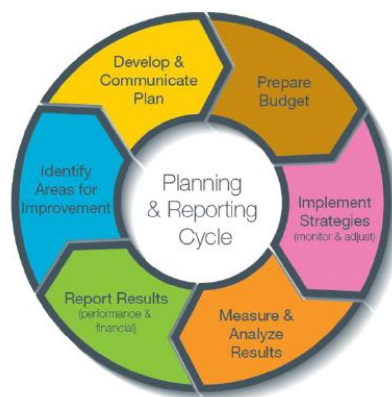 Planning
& Reporting
Cycle
Develop &
Communicate
Plan
Prepare
Budget
Implement
Strategies
(monitor & adjust)
Measure &
Analyze
Results
Report Results
(performance &
financial)
Identify
Areas for
Improvement